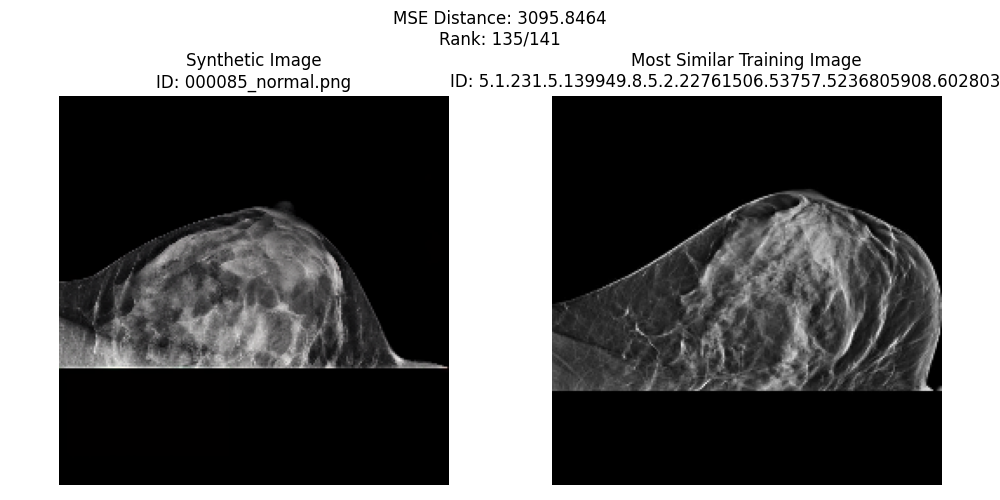 MSE Distance: 3095.8464
Rank: 135/141
Synthetic Image
ID: 000085_normal.png
Most Similar Training Image
ID: 5.1.231.5.139949.8.5.2.22761506.53757.5236805908.602803